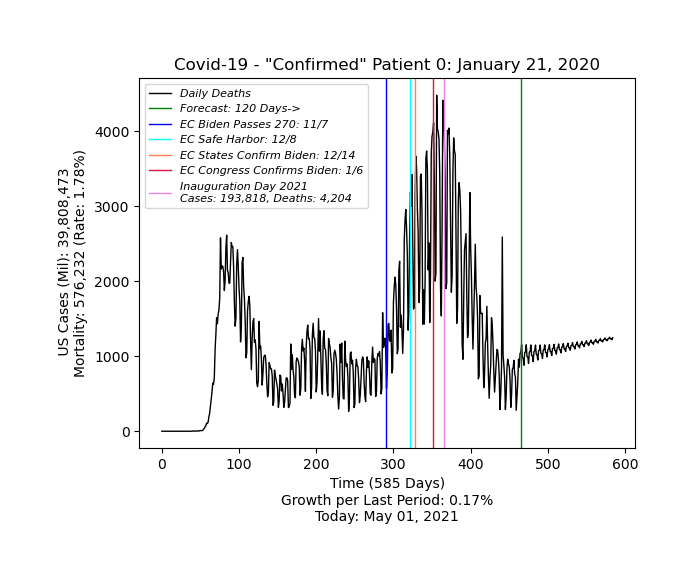 Covid-19 - "Confirmed" Patient 0: January 21, 2020
Daily Deaths
Forecast: 120 Days->
EC Biden Passes 270: 11/7
EC Safe Harbor: 12/8
EC States Confirm Biden: 12/14
EC Congress Confirms Biden: 1/6
Inauguration Day 2021
Cases: 193,818, Deaths: 4,204
US Cases (Mil): 39,808,473
Mortality: 576,232 (Rate: 1.78%)
4000
3000
2000
1000
0
0 100 200 300 400 500 600
Time (585 Days)
Growth per Last Period: 0.17%
Today: May 01, 2021